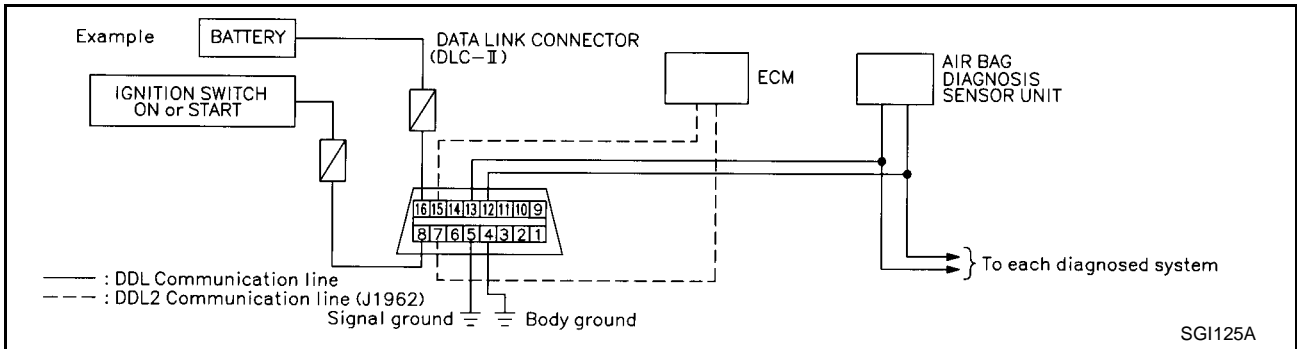 Example
BATTERY
DATA LINK CONNECTOR
(DLC-II)
IGNITION SWITCH
ON or START
ECM
AIR BAG
DIAGNOSIS
SENSOR UNIT
16 15 14 13 12 11 10 9
8 7 6 5 4 3 2 1
To each diagnosed system
: DDL Communication line
: DDL2 Communication line (J1962)
Signal ground
Body ground
SGI125A